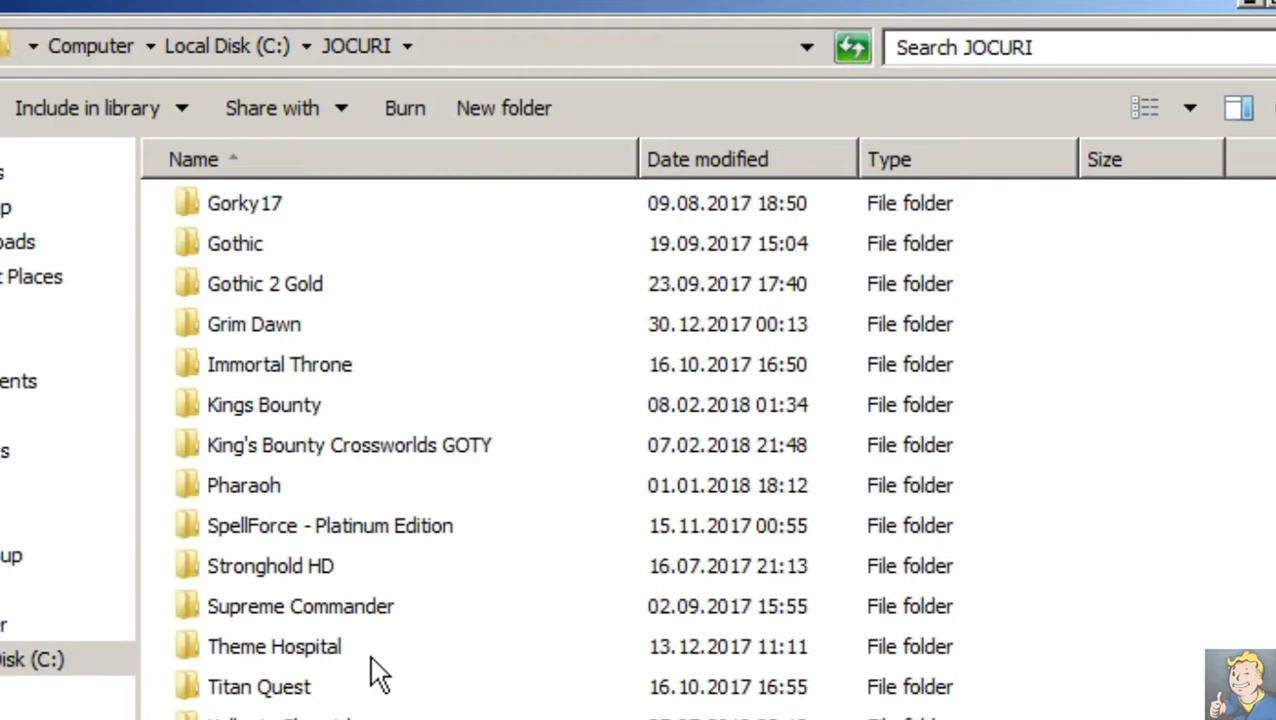 Computer Local Disk (C:) JOCURI Search JOCURI
Include in library Share with Burn New folder
Name Date modified Type Size
Gorky17 09.08.2017 18:50 File folder
Gothic 19.09.2017 15:04 File folder
oads
Gothic 2 Gold 23.09.2017 17:40 File folder
t Places
Grim Dawn 30.12.2017 00:13 File folder
Immortal Throne 16.10.2017 16:50 File folder
ents
Kings Bounty 08.02.2018 01:34 File folder
King's Bounty Crossworlds GOTY 07.02.2018 21:48 File folder
s
Pharaoh 01.01.2018 18:12 File folder
SpellForce - Platinum Edition 15.11.2017 00:55 File folder
up
Stronghold HD 16.07.2017 21:13 File folder
Supreme Commander 02.09.2017 15:55 File folder
r
Theme Hospital 13.12.2017 11:11 File folder
isk (C:)
Titan Quest 16.10.2017 16:55 File folder